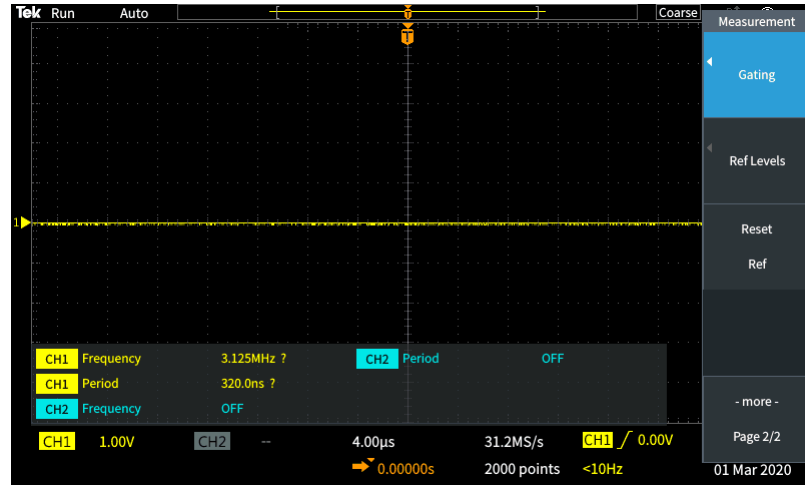 Tek Run Auto Coarse
T
T
Measurement
Gating
Ref Levels
Reset
Ref
1
CH1 Frequency 3.125MHz ? CH2 Period OFF
CH1 Period 320.0ns ?
CH2 Frequency OFF
- more -
Page 2/2
CH1 1.00V CH2 -- 4.00µs 31.2MS/s CH1 0.00V
0.00000s 2000 points <10Hz 01 Mar 2020